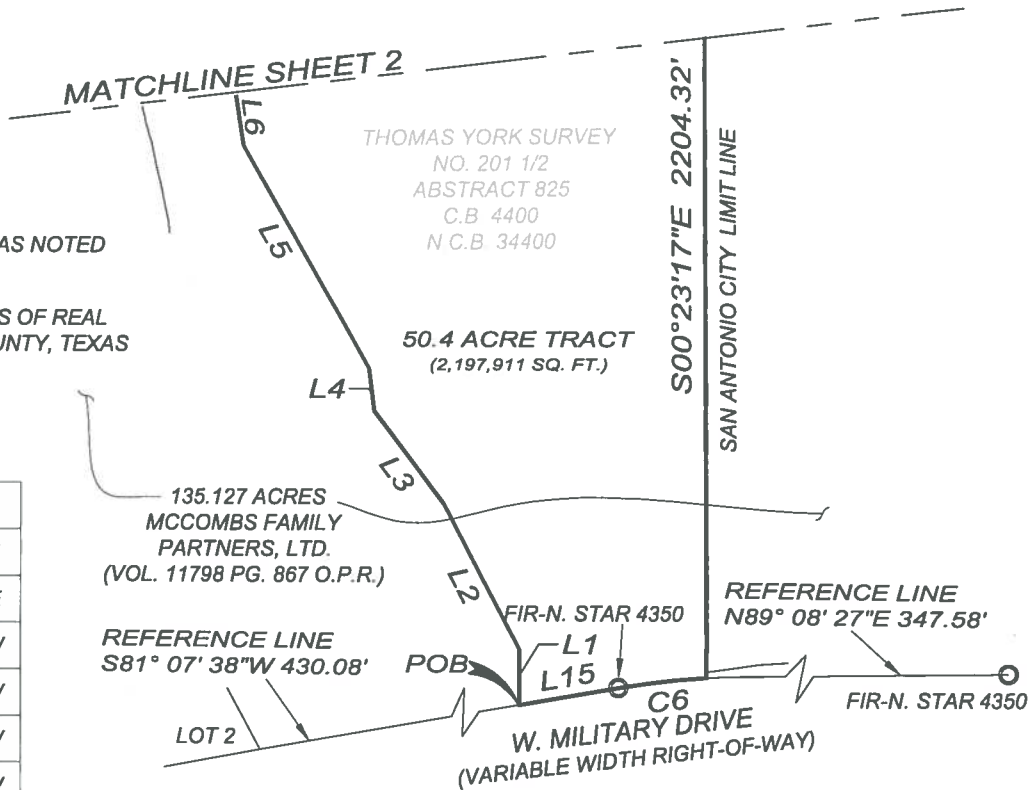 MATCHLINE SHEET 2
L6
THOMAS YORK SURVEY
NO. 201 1/2
ABSTRACT 825
C.B 4400
N C.B 34400
S00°23'17"E 2204.32'
SAN ANTONIO CITY LIMIT LINE
AS NOTED
L5
S OF REAL
UNTY, TEXAS
50.4 ACRE TRACT
(2,197,911 SQ. FT.)
L4
L3
135.127 ACRES
MCCOMBS FAMILY
PARTNERS, LTD.
(VOL. 11798 PG. 867 O.P.R.)
L2
FIR-N. STAR 4350
REFERENCE LINE
N89° 08' 27"E 347.58'
REFERENCE LINE
S81° 07' 38"W 430.08'
L1
POB
L15
C6
FIR-N. STAR 4350
LOT 2
W. MILITARY DRIVE
(VARIABLE WIDTH RIGHT-OF-WAY)